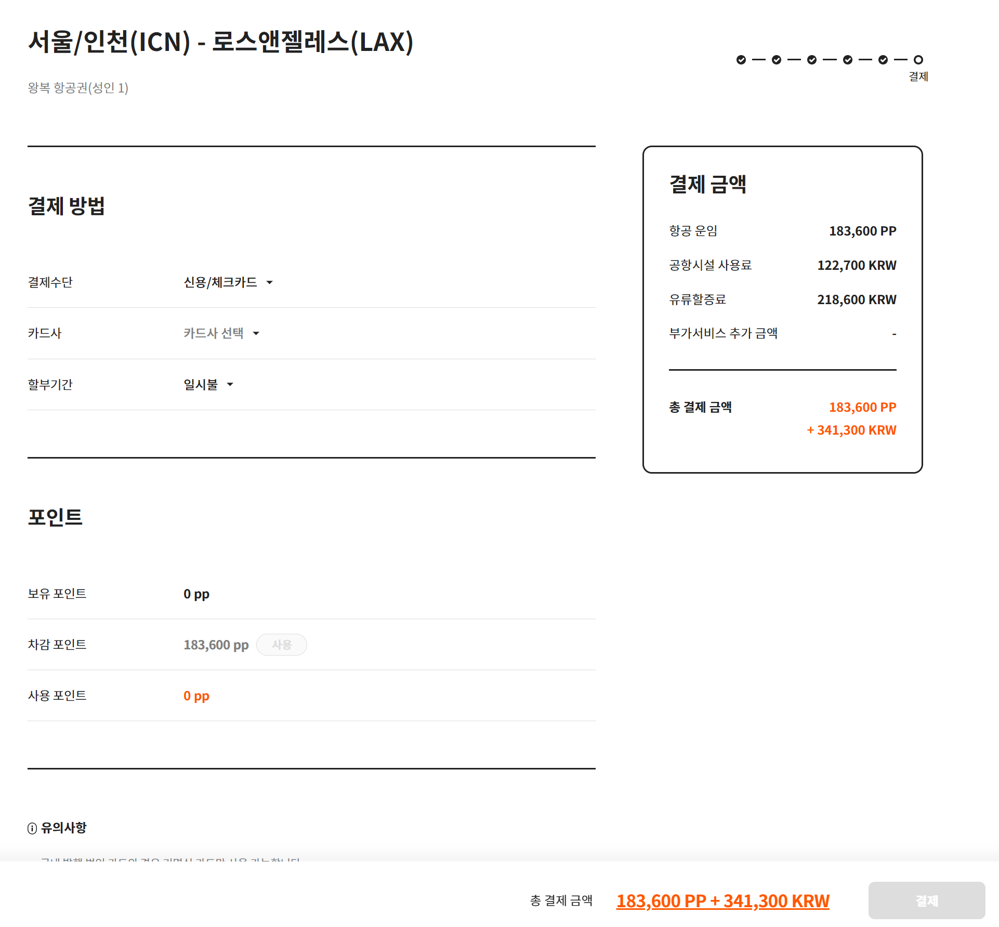 서울/인천(ICN) - 로스앤젤레스(LAX)
왕복 항공권(성인 1)
결제
결제 방법
결제수단 신용/체크카드
카드사 카드사 선택
할부기간 일시불
결제 금액
항공 운임 183,600 PP
공항시설 사용료 122,700 KRW
유류할증료 218,600 KRW
부가서비스 추가 금액 -
총 결제 금액 183,600 PP
+ 341,300 KRW
포인트
보유 포인트 0 pp
차감 포인트 183,600 pp 사용
사용 포인트 0 pp
유의사항
총 결제 금액 183,600 PP + 341,300 KRW 결제